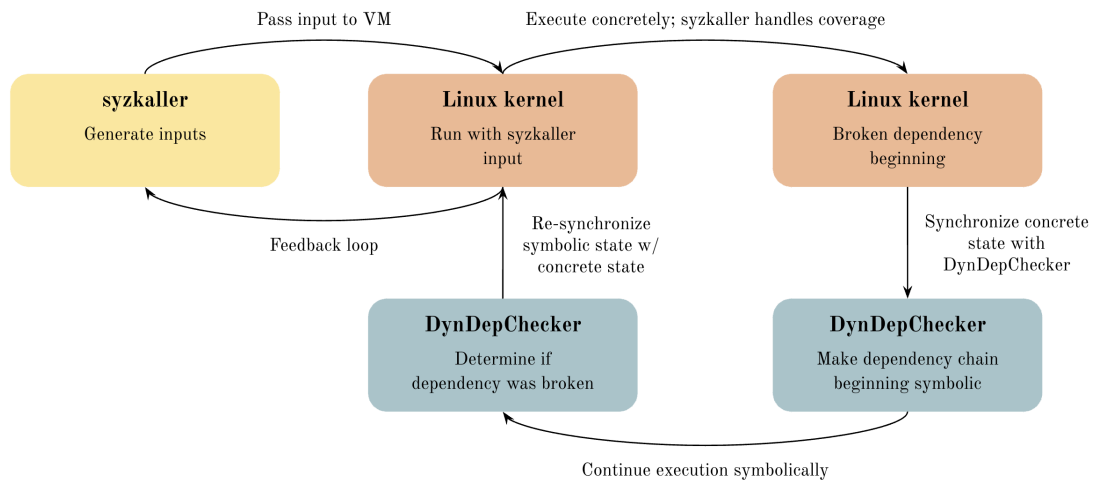 Pass input to VM
Execute concretely; syzkaller handles coverage
syzkaller
Generate inputs
Linux kernel
Run with syzkaller
input
Linux kernel
Broken dependency
beginning
Feedback loop
Re-synchronize
symbolic state w/
concrete state
Synchronize concrete
state with
DynDepChecker
DynDepChecker
Determine if
dependency was broken
DynDepChecker
Make dependency chain
beginning symbolic
Continue execution symbolically